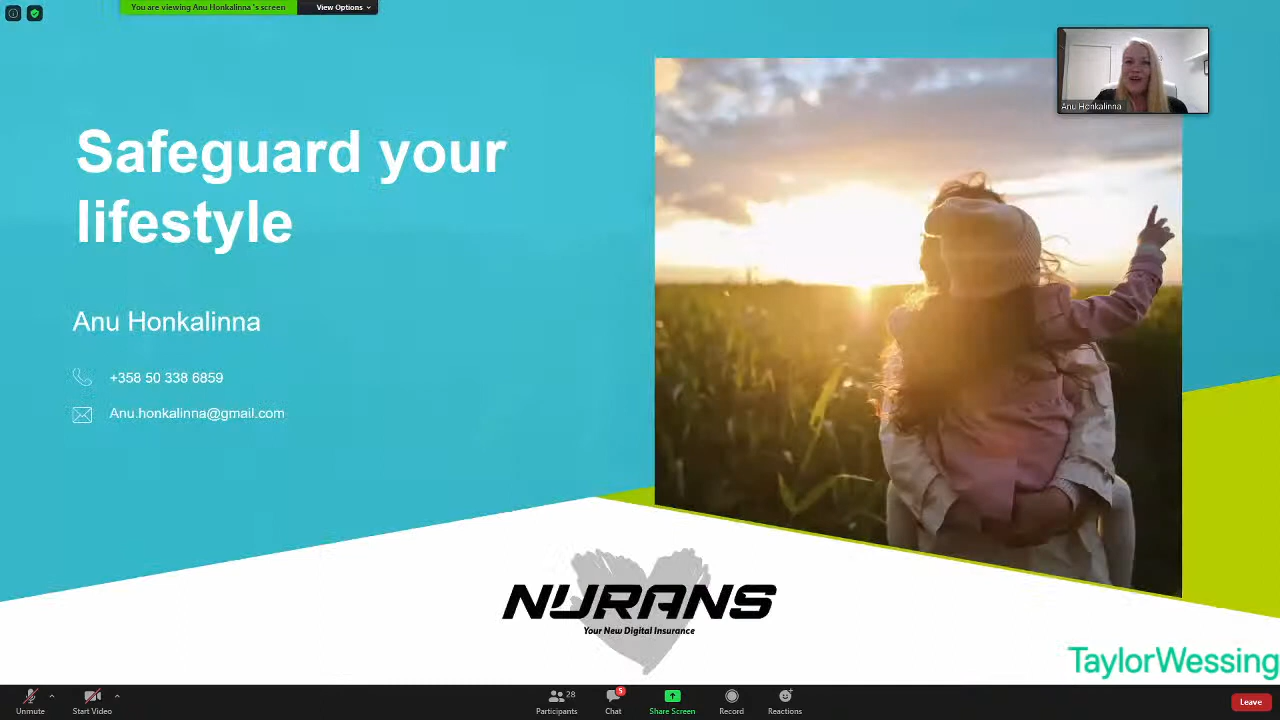 You are viewing Anu Honkalinna 's screen
View Options
Safeguard your
lifestyle
Anu Honkalinna
Anu Honkalinna
+358 50 338 6859
Anu.honkalinna@gmail.com
NURANS
Your New Digital Insurance
TaylorWessing
Unmute
Start Video
28
Participants
5
Chat
Share Screen
Record
Reactions
Leave